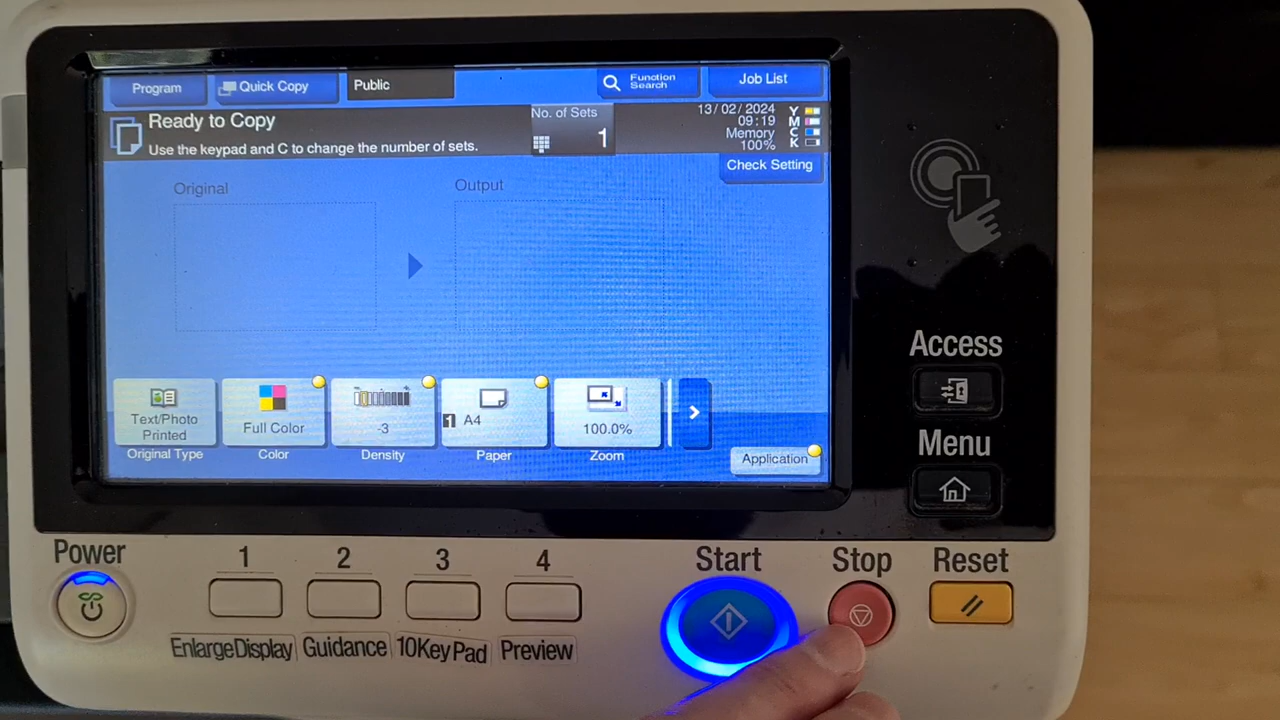 Program
Quick Copy
Public
Function
Search
Job List
Ready to Copy
Use the keypad and C to change the number of sets.
No. of Sets
1
13/02/2024
09:19
Memory
100%
Y
M
C
K
Check Setting
Original
Output
Text/Photo
Printed
Original Type
Full Color
Color
-3
Density
1 A4
Paper
100.0%
Zoom
Application
Access
Menu
Power
1
2
3
4
Start
Stop
Reset
EnlargeDisplay
Guidance
10KeyPad
Preview